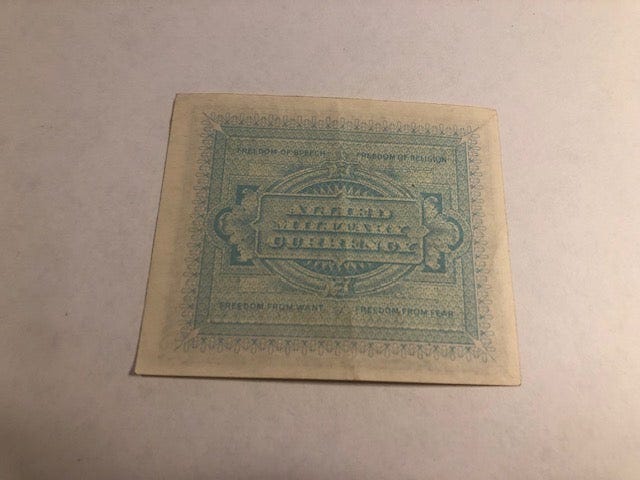 FREEDOM OF SPEECH FREEDOM OF RELIGION
ALLIED
MILITARY
CURRENCY
FREEDOM FROM WANT FREEDOM FROM FEAR